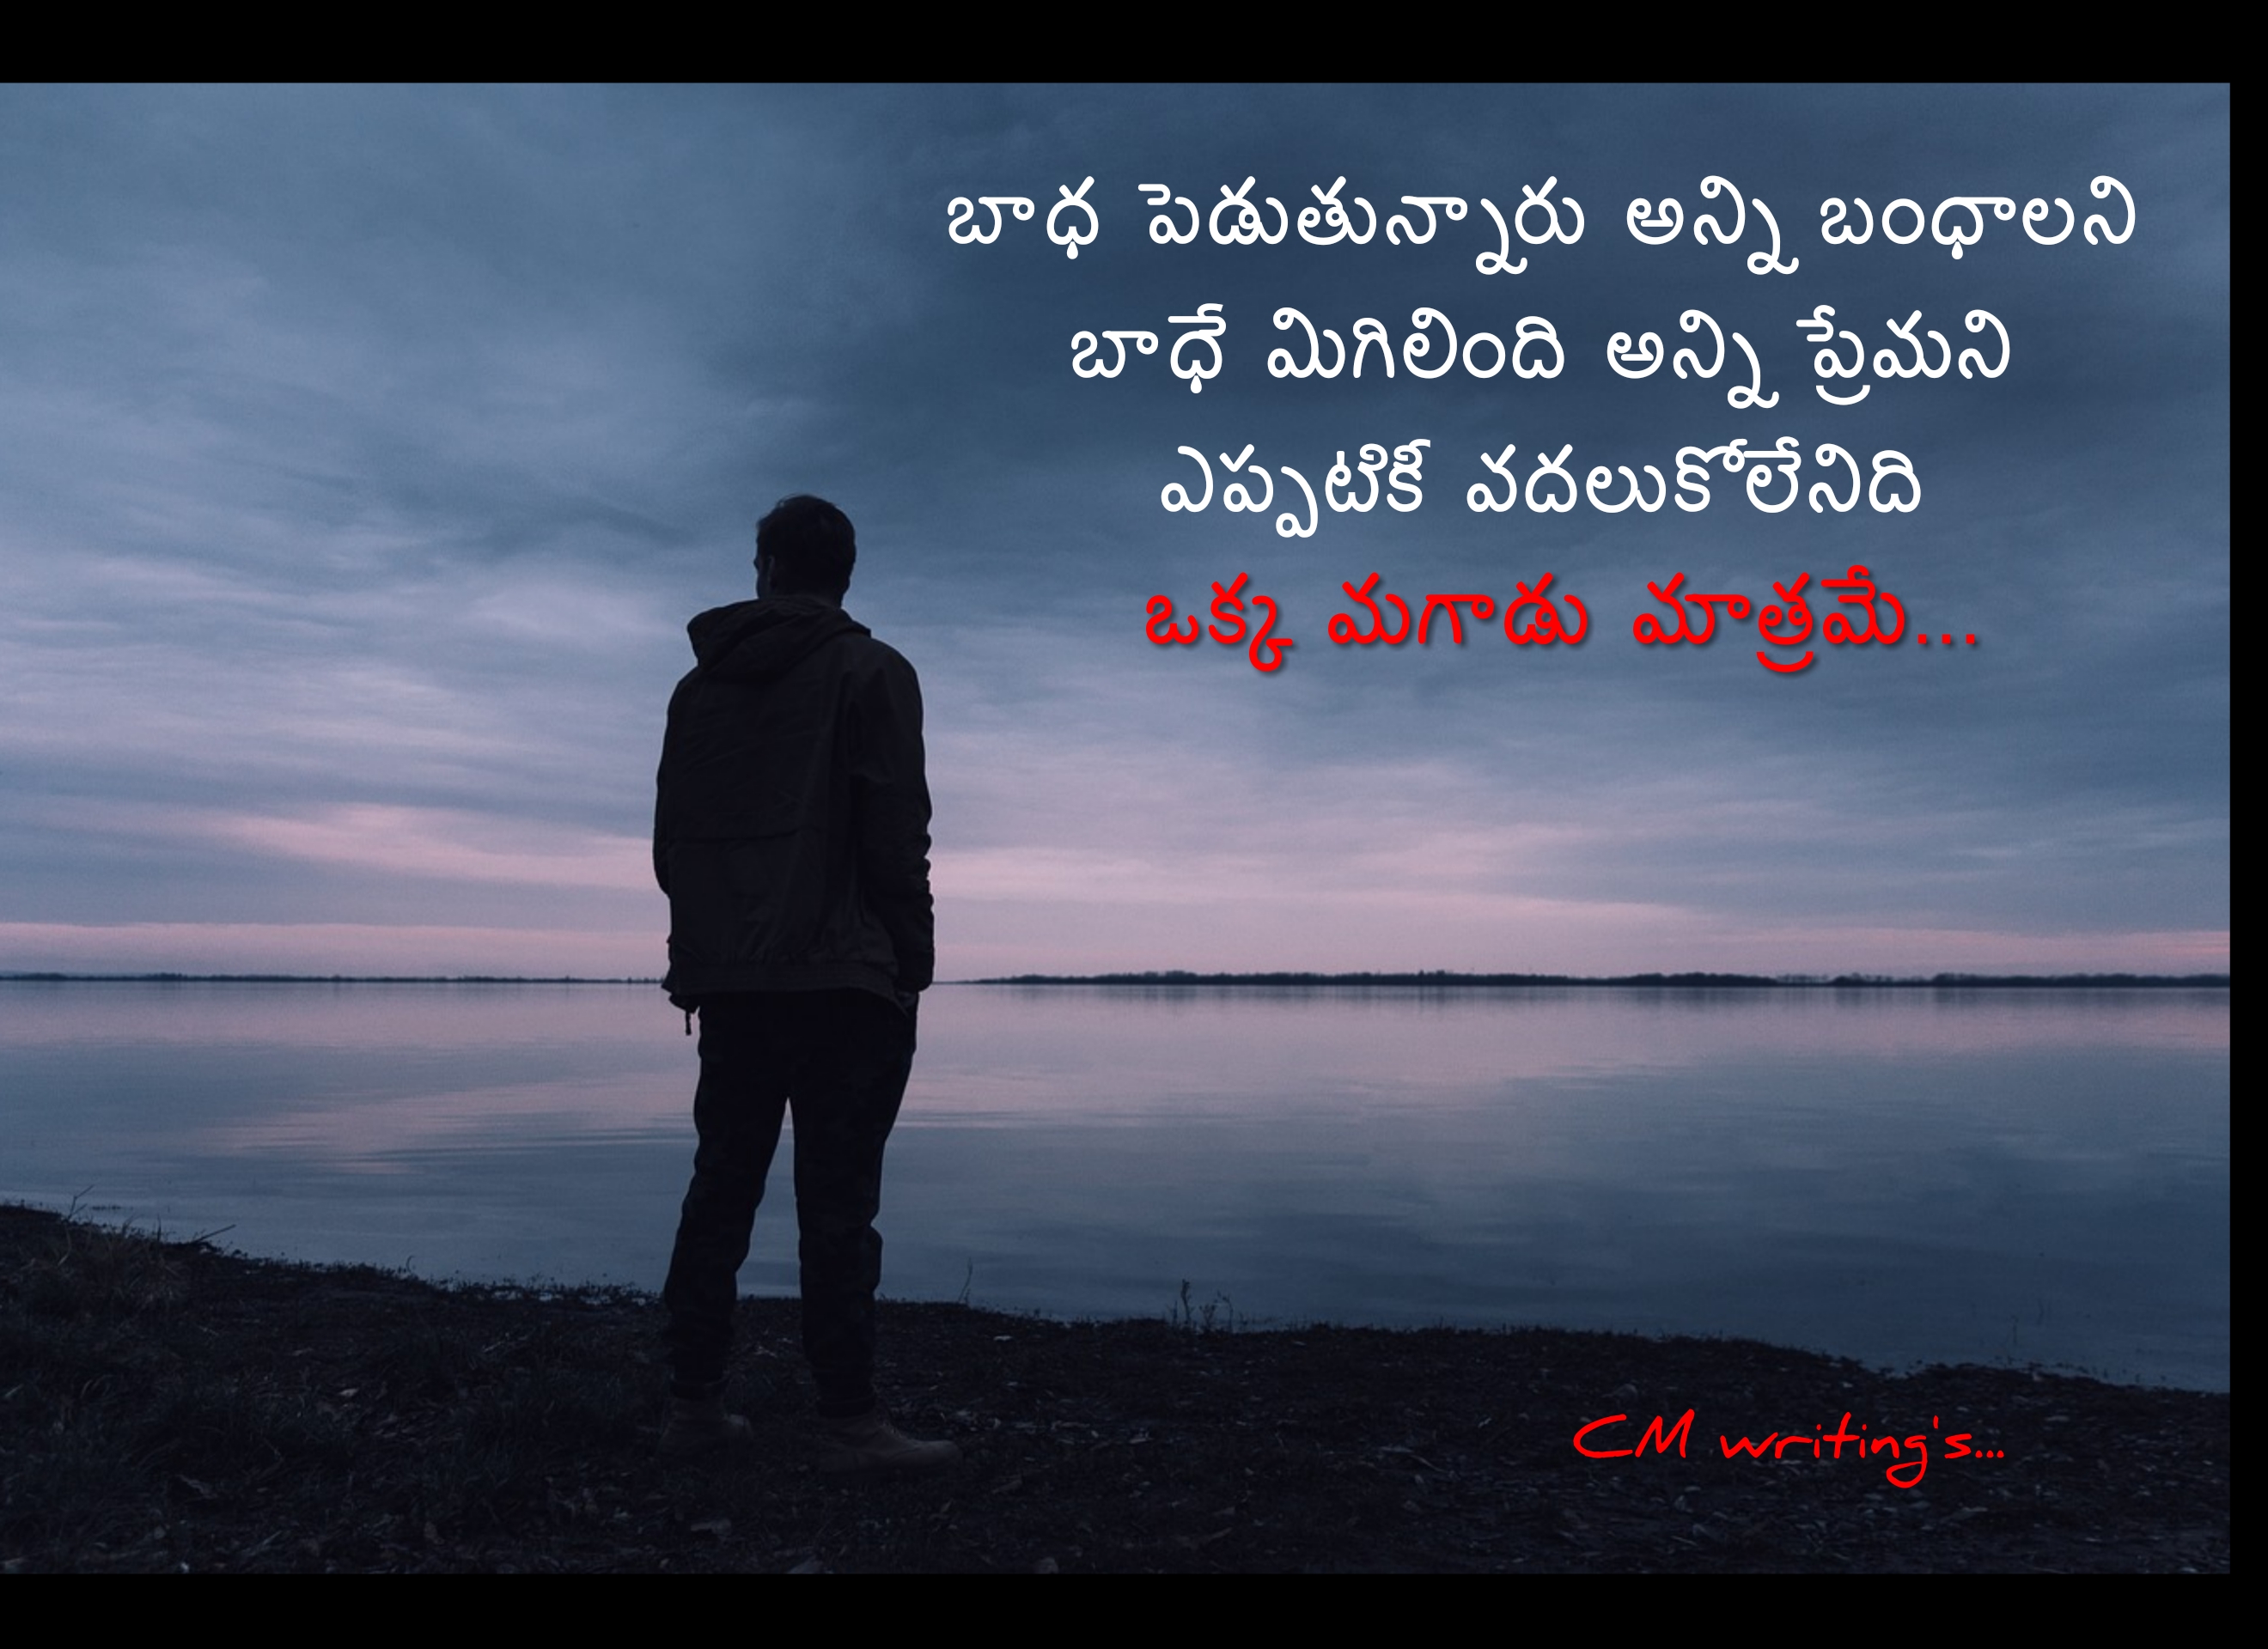 బాధ పెడుతున్నారు అన్ని బంధాలని
బాధే మిగిలింది అన్ని ప్రేమని
ఎప్పటికీ వదలుకోలేనిది
ఒక్క మగాడు మాత్రమే...
CM writing's...